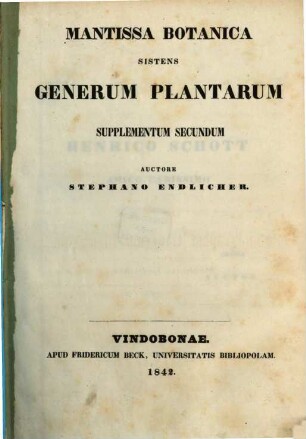 MANTISSA BOTANICA
SISTENS
GENERUM PLANTARUM
SUPPLEMENTUM SECUNDUM
AUCTORE
STEPHANO ENDLICHER.
VINDOBONAE.
APUD FRIDERICUM BECK, UNIVERSITATIS BIBLIOPOLAM.
1842.